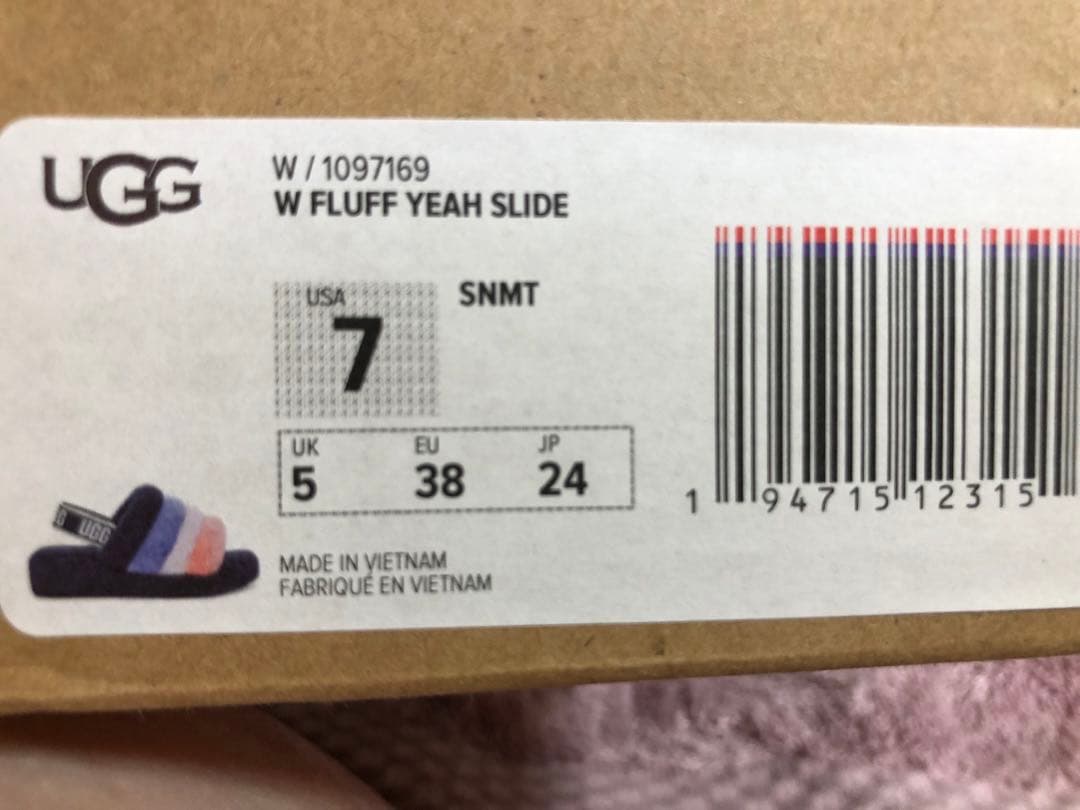 UGG
W / 1097169
W FLUFF YEAH SLIDE
USA
7
SNMT
UK EU JP
5 38 24
MADE IN VIETNAM
FABRIQUÉ EN VIETNAM
1 94715 12315
UGG